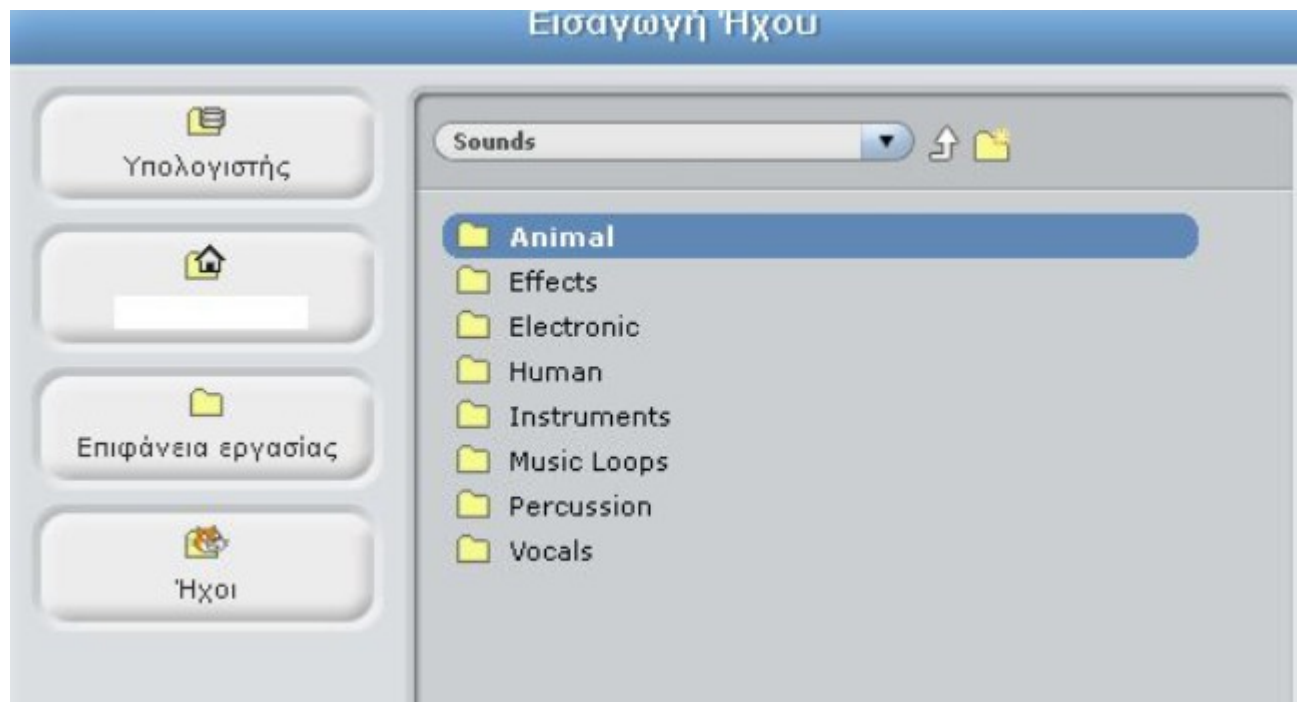 Εισαγωγή Ήχου
Υπολογιστής
Επιφάνεια εργασίας
Ήχοι
Sounds
Animal
Effects
Electronic
Human
Instruments
Music Loops
Percussion
Vocals